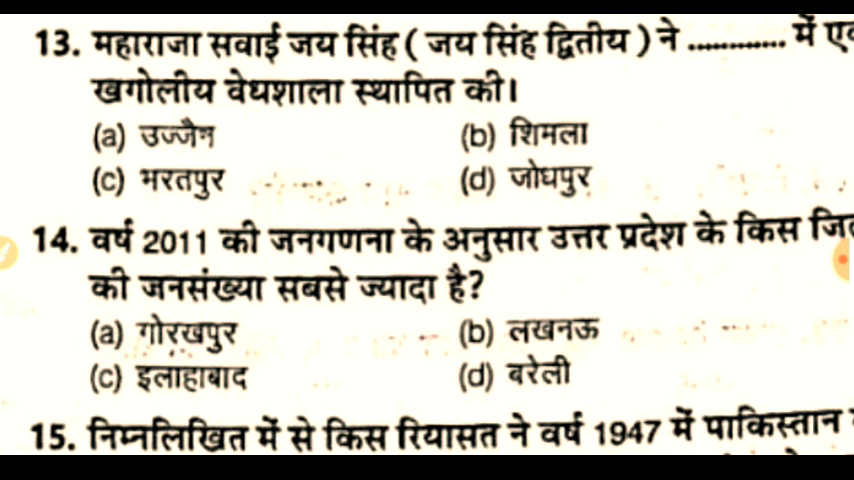 13. महाराजा सवाई जय सिंह ( जय सिंह द्वितीय ) ने ............ में
खगोलीय वेधशाला स्थापित की।
(a) उज्जैन (b) शिमला
(c) भरतपुर (d) जोधपुर
14. वर्ष 2011 की जनगणना के अनुसार उत्तर प्रदेश के किस
की जनसंख्या सबसे ज्यादा है?
(a) गोरखपुर (b) लखनऊ
(c) इलाहाबाद (d) बरेली
15. निम्नलिखित में से किस रियासत ने वर्ष 1947 में पाकिस्तान